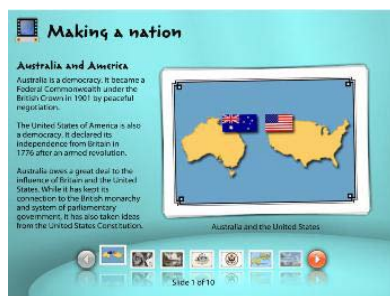 Making a nation
Australia and America
Australia is a democracy. It became a
Federal Commonwealth under the
British Crown in 1901 by peaceful
negotiation.
The United States of America is also
a democracy. It declared its
independence from Britain in
1776 after an armed revolution.
Australia owes a great deal to the
influence of Britain and the United
States. While it has kept its
connection to the British monarchy
and system of parliamentary
government, it has also taken ideas
from the United States Constitution.
Australia and the United States
Slide 1 of 10